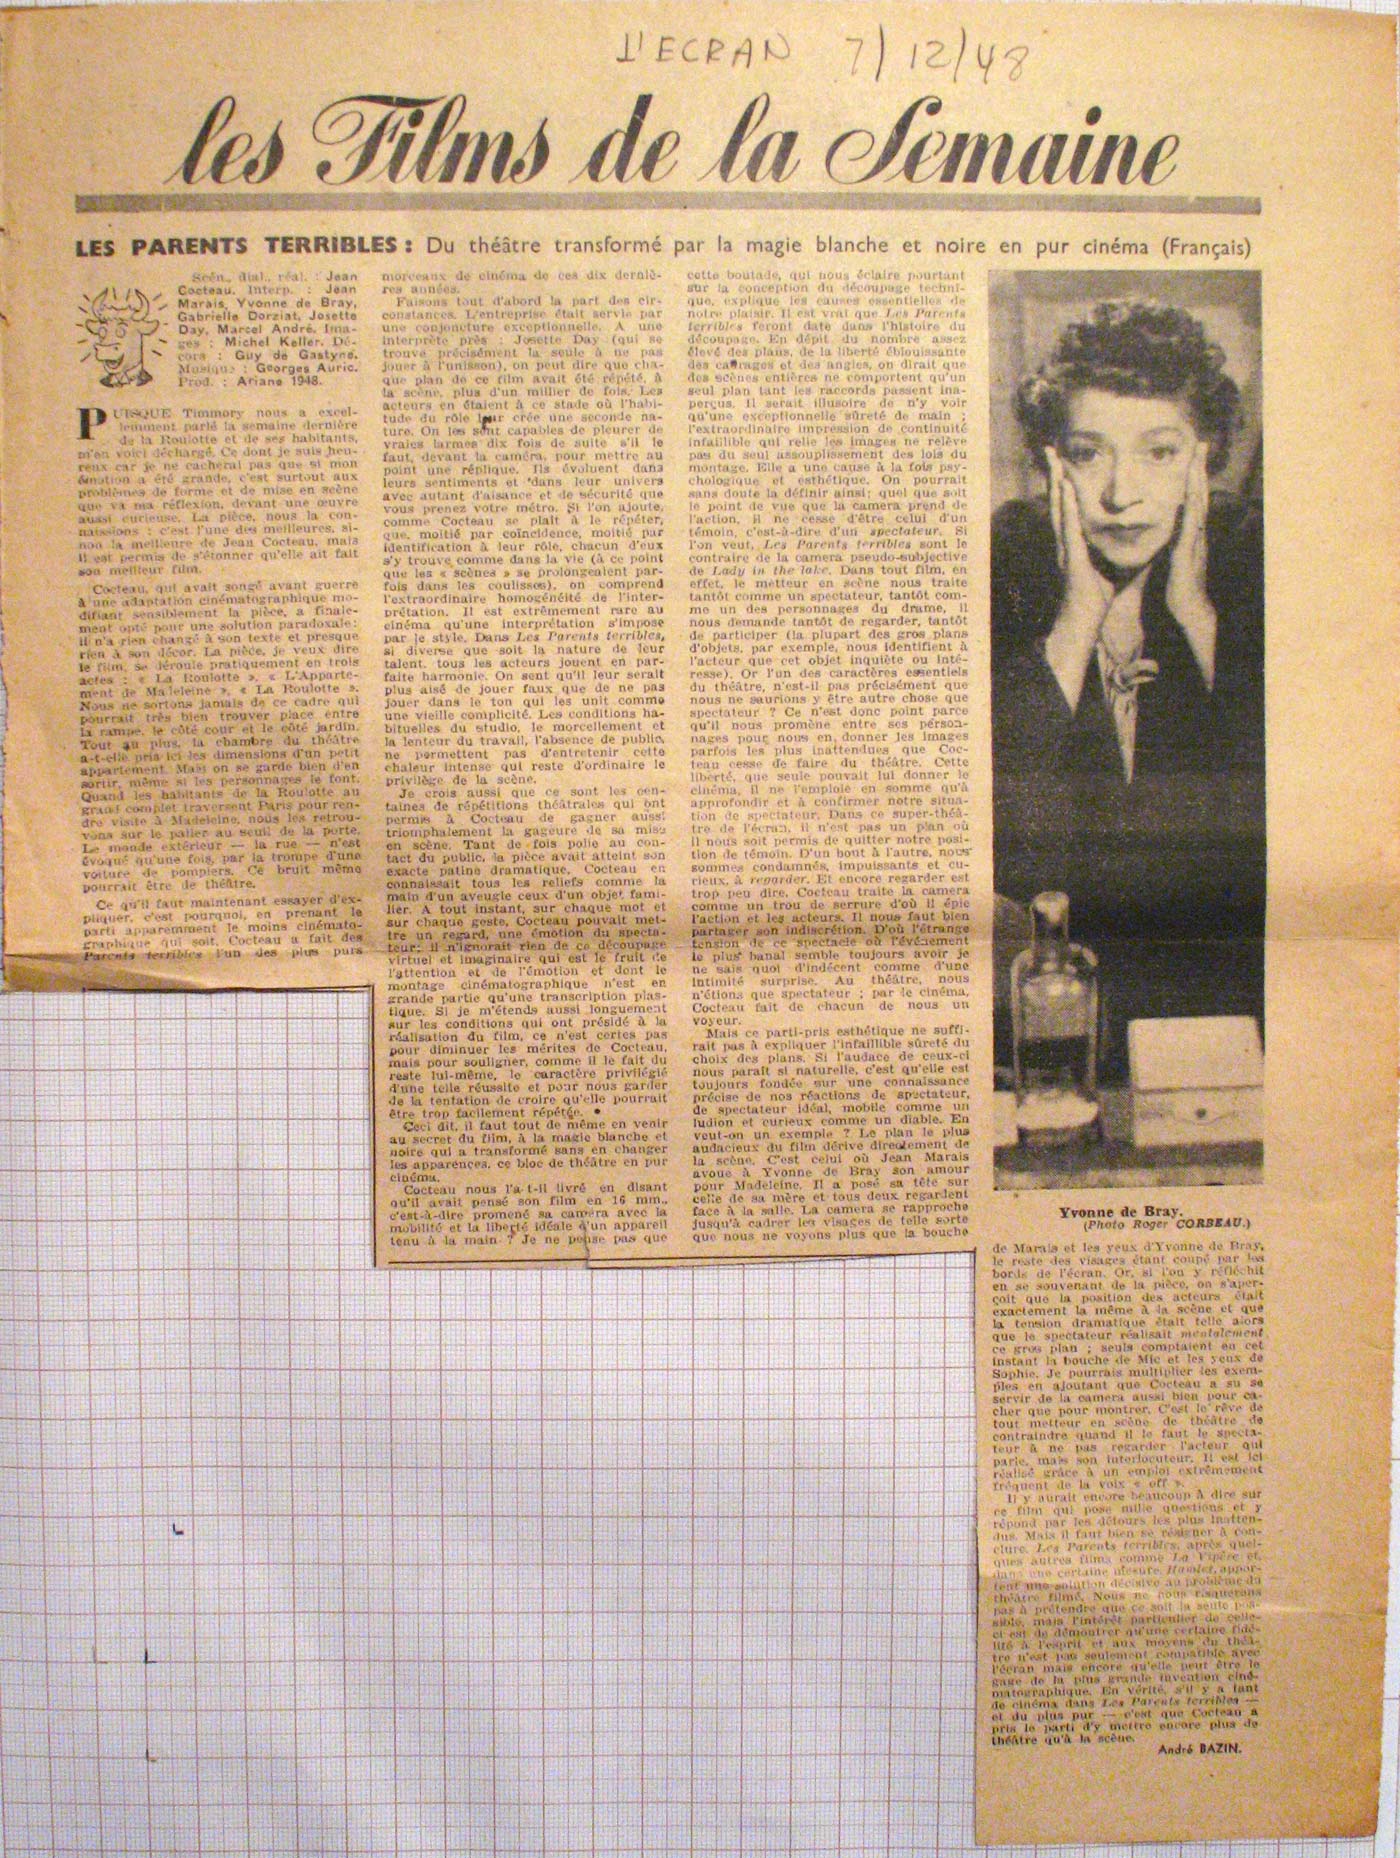 L'ECRAN 7/12/48
les Films de la Semaine
LES PARENTS TERRIBLES : Du théâtre transformé par la magie blanche et noire en pur cinéma (Français)
Scén., dial., réal. : Jean
Cocteau. Interp. : Jean
Marais, Yvonne de Bray,
Gabrielle Dorziat, Josette
Day, Marcel André. Ima-
ges : Michel Keller. Dé-
cors : Guy de Gastyne.
Musique : Georges Auric.
Prod. : Ariane 1948.
PUISQUE Timmory nous a excel-
lemment parlé la semaine dernière
de la Roulotte et de ses habitants,
m'en voici déchargé. Ce dont je suis heu-
reux car je ne cacherai pas que si mon
émotion a été grande, c'est surtout aux
problèmes de forme et de mise en scène
que va ma réflexion, devant une œuvre
aussi curieuse. La pièce, nous la con-
naissions : c'est l'une des meilleures, si-
non la meilleure de Jean Cocteau, mais
il est permis de s'étonner qu'elle ait fait
son meilleur film.
Cocteau, qui avait songé avant guerre
à une adaptation cinématographique mo-
difiant sensiblement la pièce, a finale-
ment opté pour une solution paradoxale:
il n'a rien changé à son texte et presque
rien à son décor. La pièce, je veux dire
le film, se déroule pratiquement en trois
actes : « La Roulotte », « L'Apparte-
ment de Madeleine », « La Roulotte ».
Nous ne sortons jamais de ce cadre qui
pourrait très bien trouver place entre
la rampe, le côté cour et le côté jardin.
Tout au plus, la chambre du théâtre
a-t-elle pris ici les dimensions d'un petit
appartement. Mais on se garde bien d'en
sortir, même si les personnages le font.
Quand les habitants de la Roulotte au
grand complet traversent Paris pour ren-
dre visite à Madeleine, nous les retrou-
vons sur le palier au seuil de la porte.
Le monde extérieur — la rue — n'est
évoqué qu'une fois, par la trompe d'une
voiture de pompiers. Ce bruit même
pourrait être de théâtre.
Ce qu'il faut maintenant essayer d'ex-
pliquer, c'est pourquoi, en prenant le
parti apparemment le moins cinémato-
graphique qui soit, Cocteau a fait des
Parents terribles l'un des plus purs
morceaux de cinéma de ces dix derniè-
res années.
Faisons tout d'abord la part des cir-
constances. L'entreprise était servie par
une conjoncture exceptionnelle. A une
interprète près : Josette Day (qui se
trouve précisément la seule à ne pas
jouer à l'unisson), on peut dire que cha-
que plan de ce film avait été répété, à
la scène, plus d'un millier de fois. Les
acteurs en étaient à ce stade où l'habi-
tude du rôle leur crée une seconde na-
ture. On les sent capables de pleurer de
vraies larmes dix fois de suite s'il le
faut, devant la caméra, pour mettre au
point une réplique. Ils évoluent dans
leurs sentiments et dans leur univers
avec autant d'aisance et de sécurité que
vous prenez votre métro. Si l'on ajoute,
comme Cocteau se plaît à le répéter,
que, moitié par coïncidence, moitié par
identification à leur rôle, chacun d'eux
s'y trouve comme dans la vie (à ce point
que les « scènes » se prolongeaient par-
fois dans les coulisses), on comprend
l'extraordinaire homogénéité de l'inter-
prétation. Il est extrêmement rare au
cinéma qu'une interprétation s'impose
par le style. Dans Les Parents terribles,
si diverse que soit la nature de leur
talent, tous les acteurs jouent en par-
faite harmonie. On sent qu'il leur serait
plus aisé de jouer faux que de ne pas
jouer dans le ton qui les unit comme
une vieille complicité. Les conditions ha-
bituelles du studio, le morcellement et
la lenteur du travail, l'absence de public,
ne permettent pas d'entretenir cette
chaleur intense qui reste d'ordinaire le
privilège de la scène.
Je crois aussi que ce sont les cen-
taines de répétitions théâtrales qui ont
permis à Cocteau de gagner aussi
triomphalement la gageure de sa mise
en scène. Tant de fois polie au con-
tact du public, la pièce avait atteint son
exacte patine dramatique. Cocteau en
connaissait tous les reliefs comme la
main d'un aveugle ceux d'un objet fami-
lier. A tout instant, sur chaque mot et
sur chaque geste, Cocteau pouvait met-
tre un regard, une émotion du specta-
teur; il n'ignorait rien de ce découpage
virtuel et imaginaire qui est le fruit de
l'attention et de l'émotion et dont le
montage cinématographique n'est en
grande partie qu'une transcription plas-
tique. Si je m'étends aussi longuement
sur les conditions qui ont présidé à la
réalisation du film, ce n'est certes pas
pour diminuer les mérites de Cocteau,
mais pour souligner, comme il le fait du
reste lui-même, le caractère privilégié
d'une telle réussite et pour nous garder
de la tentation de croire qu'elle pourrait
être trop facilement répétée. •
Ceci dit, il faut tout de même en venir
au secret du film, à la magie blanche et
noire qui a transformé sans en changer
les apparences, ce bloc de théâtre en pur
cinéma.
Cocteau nous l'a-t-il livré en disant
qu'il avait pensé son film en 16 mm.,
c'est-à-dire promené sa caméra avec la
mobilité et la liberté idéale d'un appareil
tenu à la main ? Je ne pense pas que
cette boutade, qui nous éclaire pourtant
sur la conception du découpage techni-
que, explique les causes essentielles de
notre plaisir. Il est vrai que Les Parents
terribles feront date dans l'histoire du
découpage. En dépit du nombre assez
élevé des plans, de la liberté éblouissante
des cadrages et des angles, on dirait que
des scènes entières ne comportent qu'un
seul plan tant les raccords passent ina-
perçus. Il serait illusoire de n'y voir
qu'une exceptionnelle sûreté de main ;
l'extraordinaire impression de continuité
infaillible qui relie les images ne relève
pas du seul assouplissement des lois du
montage. Elle a une cause à la fois psy-
chologique et esthétique. On pourrait
sans doute la définir ainsi: quel que soit
le point de vue que la camera prend de
l'action, il ne cesse d'être celui d'un
témoin, c'est-à-dire d'un spectateur. Si
l'on veut, Les Parents terribles sont le
contraire de la camera pseudo-subjective
de Lady in the lake. Dans tout film, en
effet, le metteur en scène nous traite
tantôt comme un spectateur, tantôt com-
me un des personnages du drame, il
nous demande tantôt de regarder, tantôt
de participer (la plupart des gros plans
d'objets, par exemple, nous identifient à
l'acteur que cet objet inquiète ou inté-
resse). Or l'un des caractères essentiels
du théâtre, n'est-il pas précisément que
nous ne saurions y être autre chose que
spectateur ? Ce n'est donc point parce
qu'il nous promène entre ses person-
nages pour nous en donner les images
parfois les plus inattendues que Coc-
teau cesse de faire du théâtre. Cette
liberté, que seule pouvait lui donner le
cinéma, il ne l'emploie en somme qu'à
approfondir et à confirmer notre situa-
tion de spectateur. Dans ce super-théâ-
tre de l'écran, il n'est pas un plan où
il nous soit permis de quitter notre posi-
tion de témoin. D'un bout à l'autre, nous
sommes condamnés, impuissants et cu-
rieux, à regarder. Et encore regarder est
trop peu dire. Cocteau traite la camera
comme un trou de serrure d'où il épie
l'action et les acteurs. Il nous faut bien
partager son indiscrétion. D'où l'étrange
tension de ce spectacle où l'événement
le plus banal semble toujours avoir je
ne sais quoi d'indécent comme d'une
intimité surprise. Au théâtre, nous
n'étions que spectateur ; par le cinéma,
Cocteau fait de chacun de nous un
voyeur.
Mais ce parti-pris esthétique ne suffi-
rait pas à expliquer l'infaillible sûreté du
choix des plans. Si l'audace de ceux-ci
nous paraît si naturelle, c'est qu'elle est
toujours fondée sur une connaissance
précise de nos réactions de spectateur,
de spectateur idéal, mobile comme un
ludion et curieux comme un diable. En
veut-on un exemple ? Le plan le plus
audacieux du film dérive directement de
la scène. C'est celui où Jean Marais
avoue à Yvonne de Bray son amour
pour Madeleine. Il a posé sa tête sur
celle de sa mère et tous deux regardent
face à la salle. La camera se rapproche
jusqu'à cadrer les visages de telle sorte
que nous ne voyons plus que la bouche
Yvonne de Bray.
(Photo Roger CORBEAU.)
de Marais et les yeux d'Yvonne de Bray,
le reste des visages étant coupé par les
bords de l'écran. Or, si l'on y réfléchit
en se souvenant de la pièce, on s'aper-
çoit que la position des acteurs était
exactement la même à la scène et que
la tension dramatique était telle alors
que le spectateur réalisait mentalement
ce gros plan ; seuls comptaient en cet
instant la bouche de Mic et les yeux de
Sophie. Je pourrais multiplier les exem-
ples en ajoutant que Cocteau a su se
servir de la camera aussi bien pour ca-
cher que pour montrer. C'est le rêve de
tout metteur en scène de théâtre de
contraindre quand il le faut le specta-
teur à ne pas regarder l'acteur qui
parle, mais son interlocuteur. Il est ici
réalisé grâce à un emploi extrêmement
fréquent de la voix « off ».
Il y aurait encore beaucoup à dire sur
ce film qui pose mille questions et y
répond par les détours les plus inatten-
dus. Mais il faut bien se résigner à con-
clure. Les Parents terribles, après quel-
ques autres films comme La Vipère et,
dans une certaine mesure, Hamlet, appor-
tent une solution décisive au problème du
théâtre filmé. Nous ne nous risquerons
pas à prétendre que ce soit la seule pos-
sible, mais l'intérêt particulier de celle-
ci est de démontrer qu'une certaine fidé-
lité à l'esprit et aux moyens du théâ-
tre n'est pas seulement compatible avec
l'écran mais encore qu'elle peut être le
gage de la plus grande invention ciné-
matographique. En vérité, s'il y a tant
de cinéma dans Les Parents terribles —
et du plus pur — c'est que Cocteau a
pris le parti d'y mettre encore plus de
théâtre qu'à la scène.
André BAZIN.